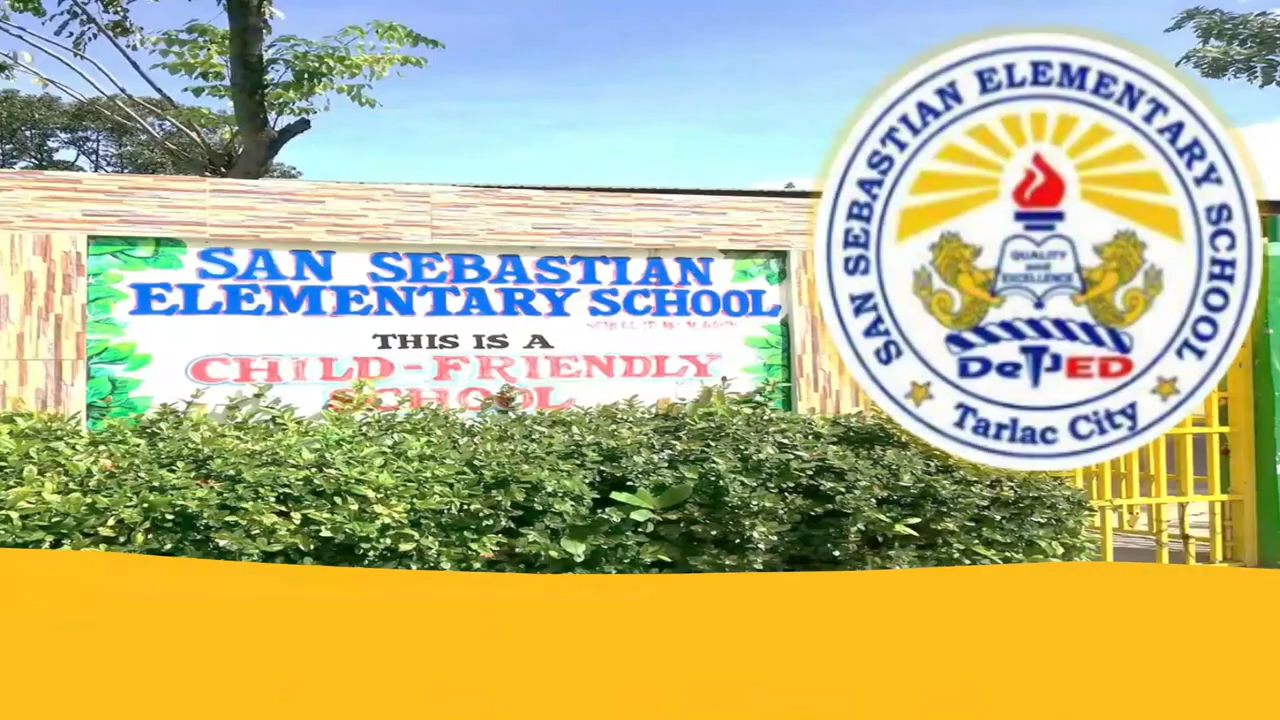 SAN SEBASTIAN
ELEMENTARY SCHOOL
THIS IS A
CHILD-FRIENDLY
SCHOOL
SAN SEBASTIAN ELEMENTARY SCHOOL
QUALITY
and
EXCELLENCE
DepED
Tarlac City